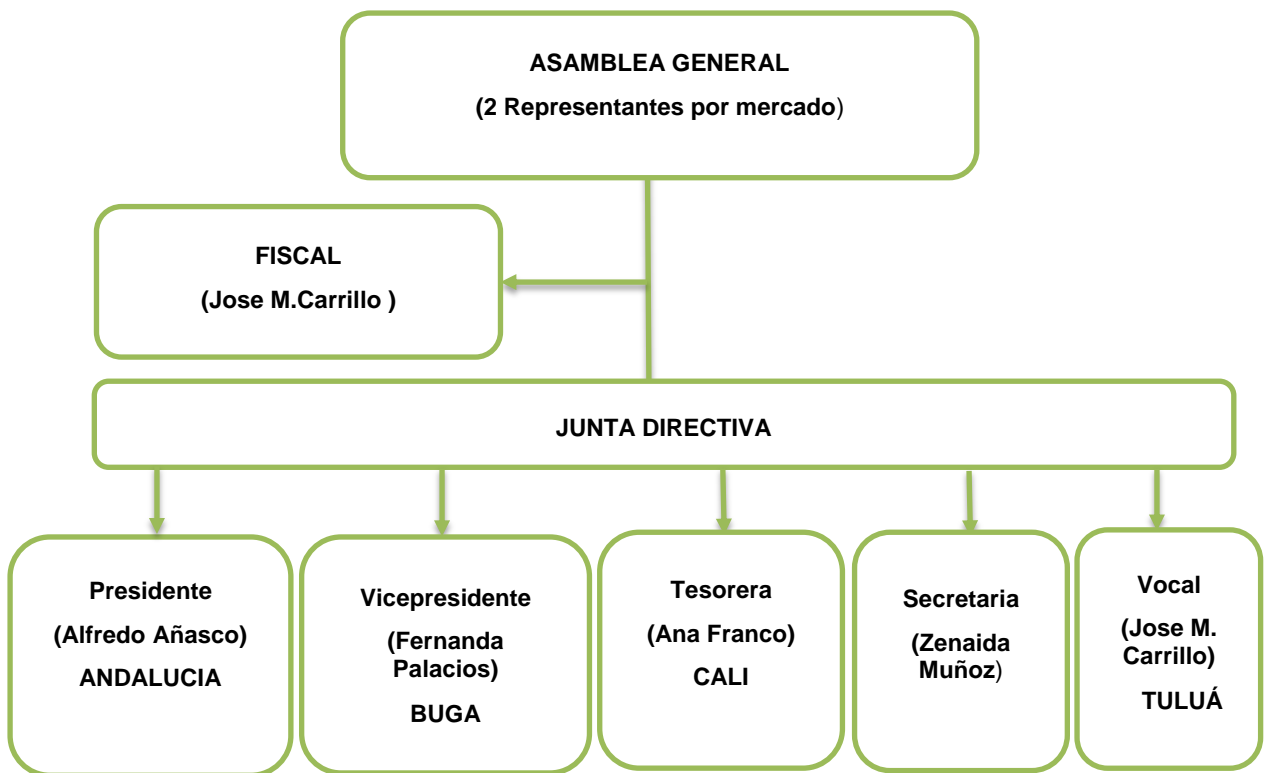 ASAMBLEA GENERAL
(2 Representantes por mercado)
FISCAL
(Jose M.Carrillo )
JUNTA DIRECTIVA
Presidente
(Alfredo Añasco)
ANDALUCIA
Vicepresidente
(Fernanda
Palacios)
BUGA
Tesorera
(Ana Franco)
CALI
Secretaria
(Zenaida
Muñoz)
Vocal
(Jose M.
Carrillo)
TULUÁ